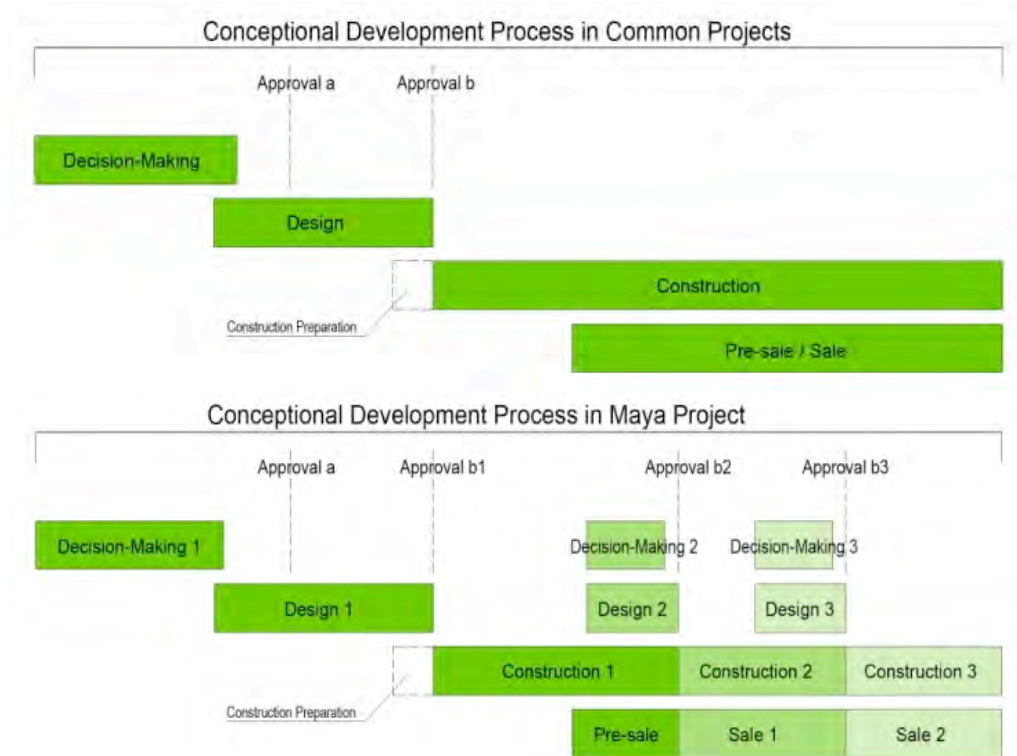 Conceptional Development Process in Common Projects
Approval a
Approval b
Decision-Making
Design
Construction
Construction Preparation
Pre-sale / Sale
Conceptional Development Process in Maya Project
Approval a
Approval b1
Approval b2
Approval b3
Decision-Making 1
Decision-Making 2
Decision-Making 3
Design 1
Design 2
Design 3
Construction 1
Construction 2
Construction 3
Construction Preparation
Pre-sale
Sale 1
Sale 2